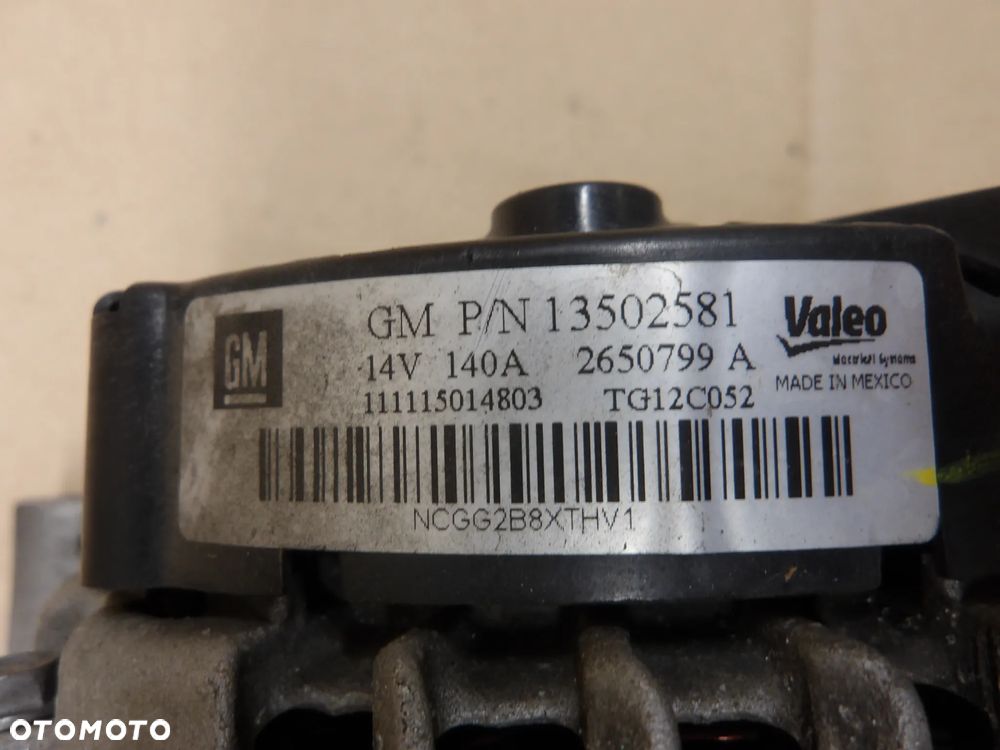 GM
GM P/N 13502581
14V 140A 2650799 A
111115014803 TG12C052
Valeo
MADE IN MEXICO
NCGG2B8XTHV1
OTOMOTO